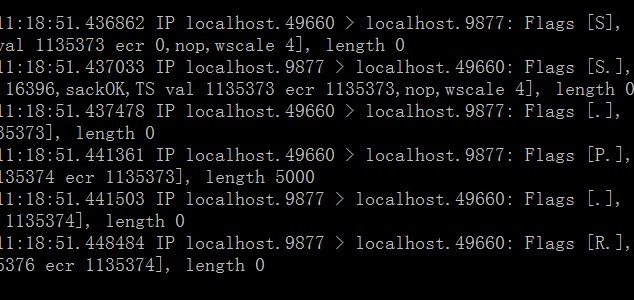 11:18:51.436862 IP localhost.49660 > localhost.9877: Flags [S],
val 1135373 ecr 0,nop,wscale 4], length 0
11:18:51.437033 IP localhost.9877 > localhost.49660: Flags [S.],
16396,sackOK,TS val 1135373 ecr 1135373,nop,wscale 4], length 0
11:18:51.437478 IP localhost.49660 > localhost.9877: Flags [.],
35373], length 0
11:18:51.441361 IP localhost.49660 > localhost.9877: Flags [P.],
135374 ecr 1135373], length 5000
11:18:51.441503 IP localhost.9877 > localhost.49660: Flags [.],
1135374], length 0
11:18:51.448484 IP localhost.9877 > localhost.49660: Flags [R.],
5376 ecr 1135374], length 0